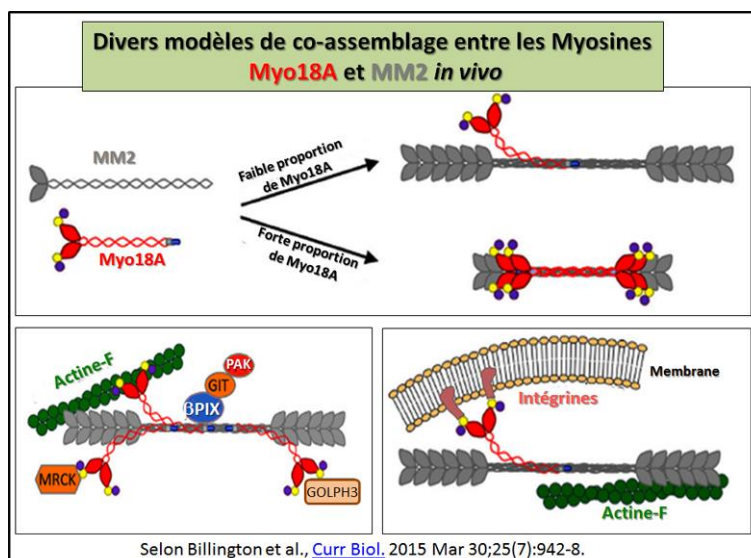 Divers modèles de co-assemblage entre les Myosines
Myo18A et MM2 in vivo
MM2
Myo18A
Faible proportion
de Myo18A
Forte proportion
de Myo18A
Actine-F
PAK
GIT
βPIX
MRCK
GOLPH3
Membrane
Intégrines
Actine-F
Selon Billington et al., Curr Biol. 2015 Mar 30;25(7):942-8.